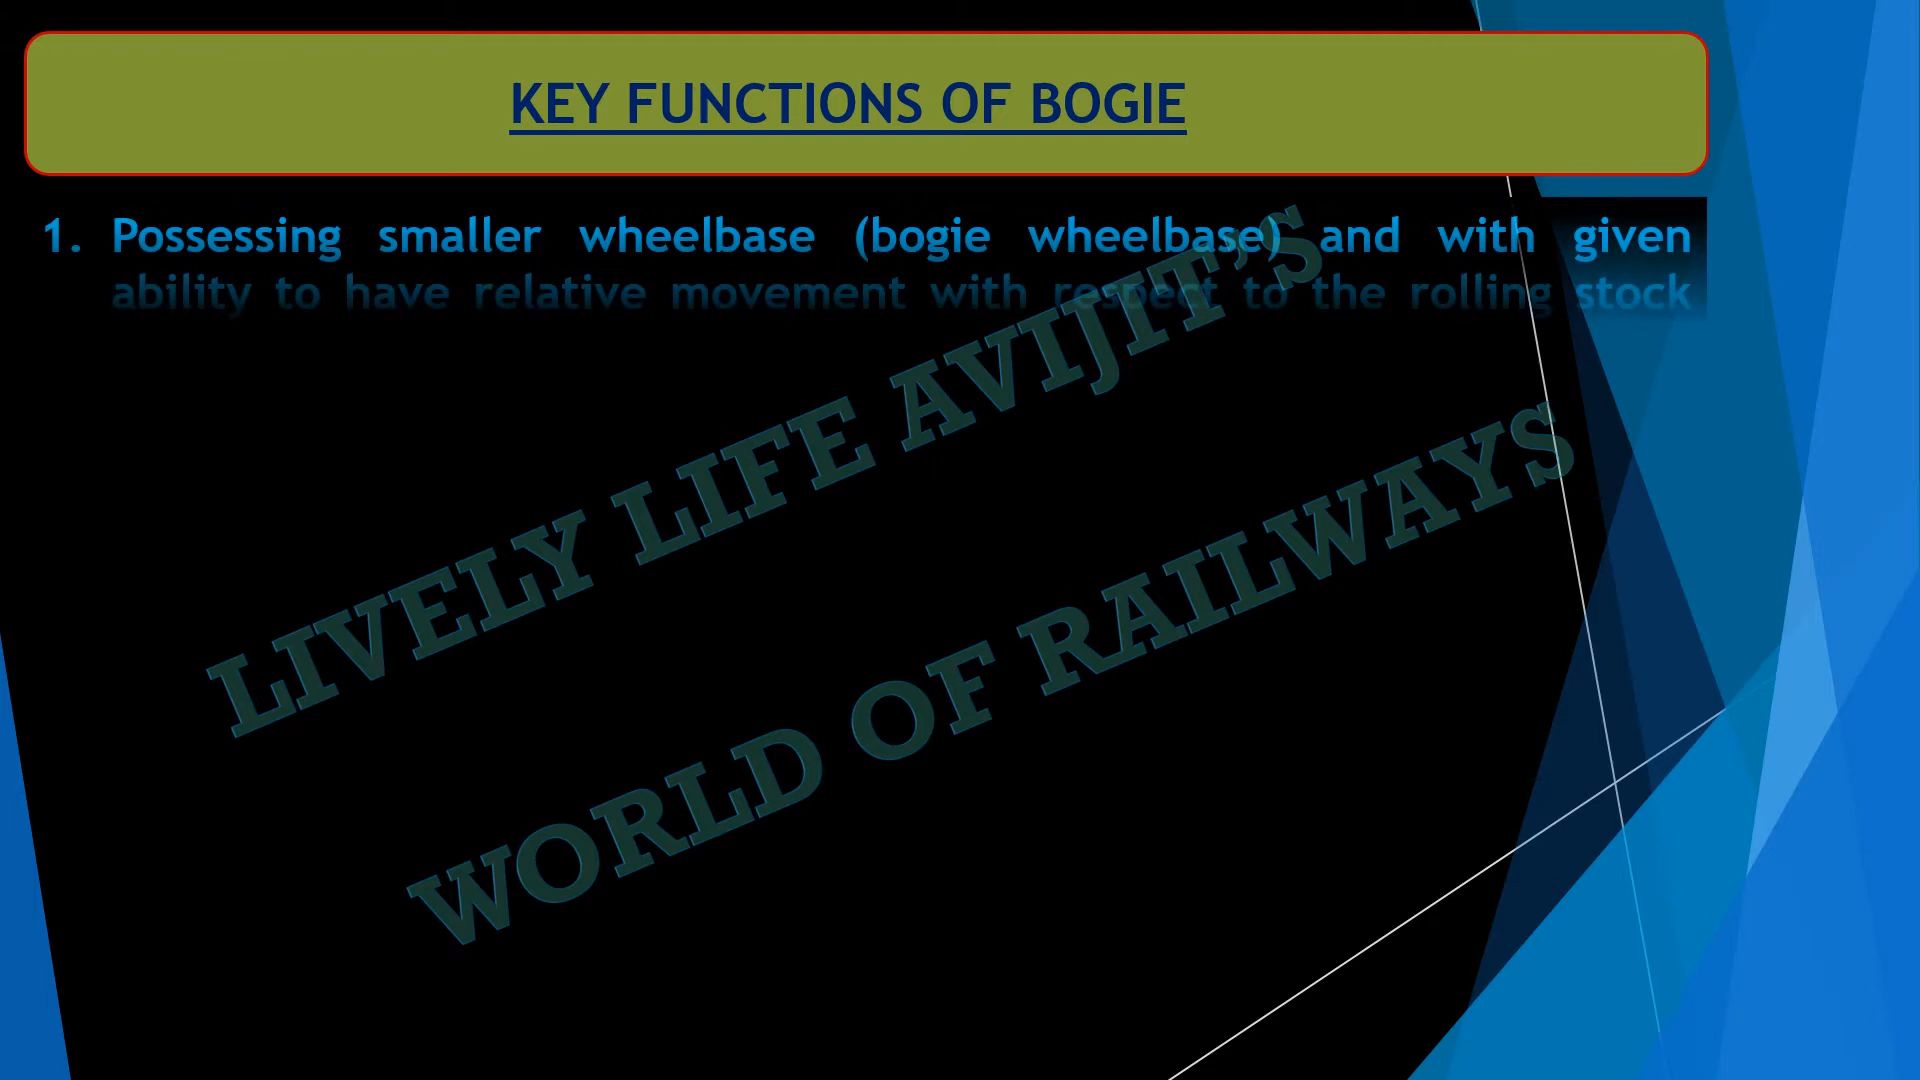 KEY FUNCTIONS OF BOGIE
1. Possessing smaller wheelbase (bogie wheelbase) and with given
ability to have relative movement with respect to the rolling stock
LIVELY LIFE AVIJIT’S
WORLD OF RAILWAYS